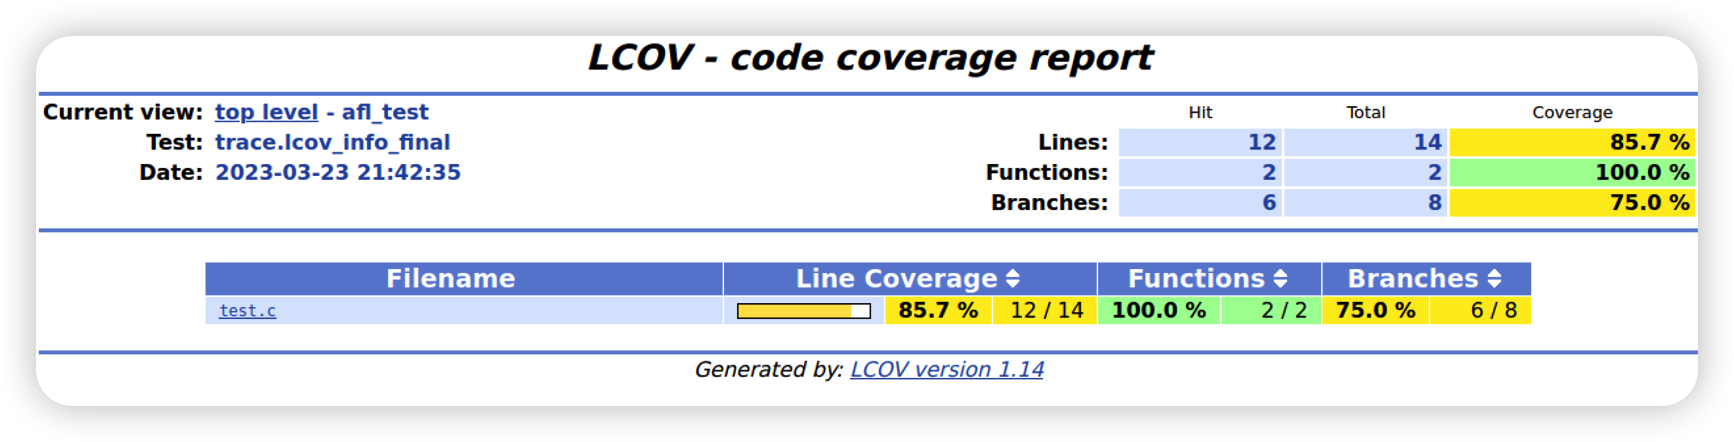 LCOV - code coverage report
Current view: top level - afl_test Hit Total Coverage
Test: trace.lcov_info_final Lines: 12 14 85.7 %
Date: 2023-03-23 21:42:35 Functions: 2 2 100.0 %
Branches: 6 8 75.0 %
Filename Line Coverage Functions Branches
test.c 85.7 % 12 / 14 100.0 % 2 / 2 75.0 % 6 / 8
Generated by: LCOV version 1.14